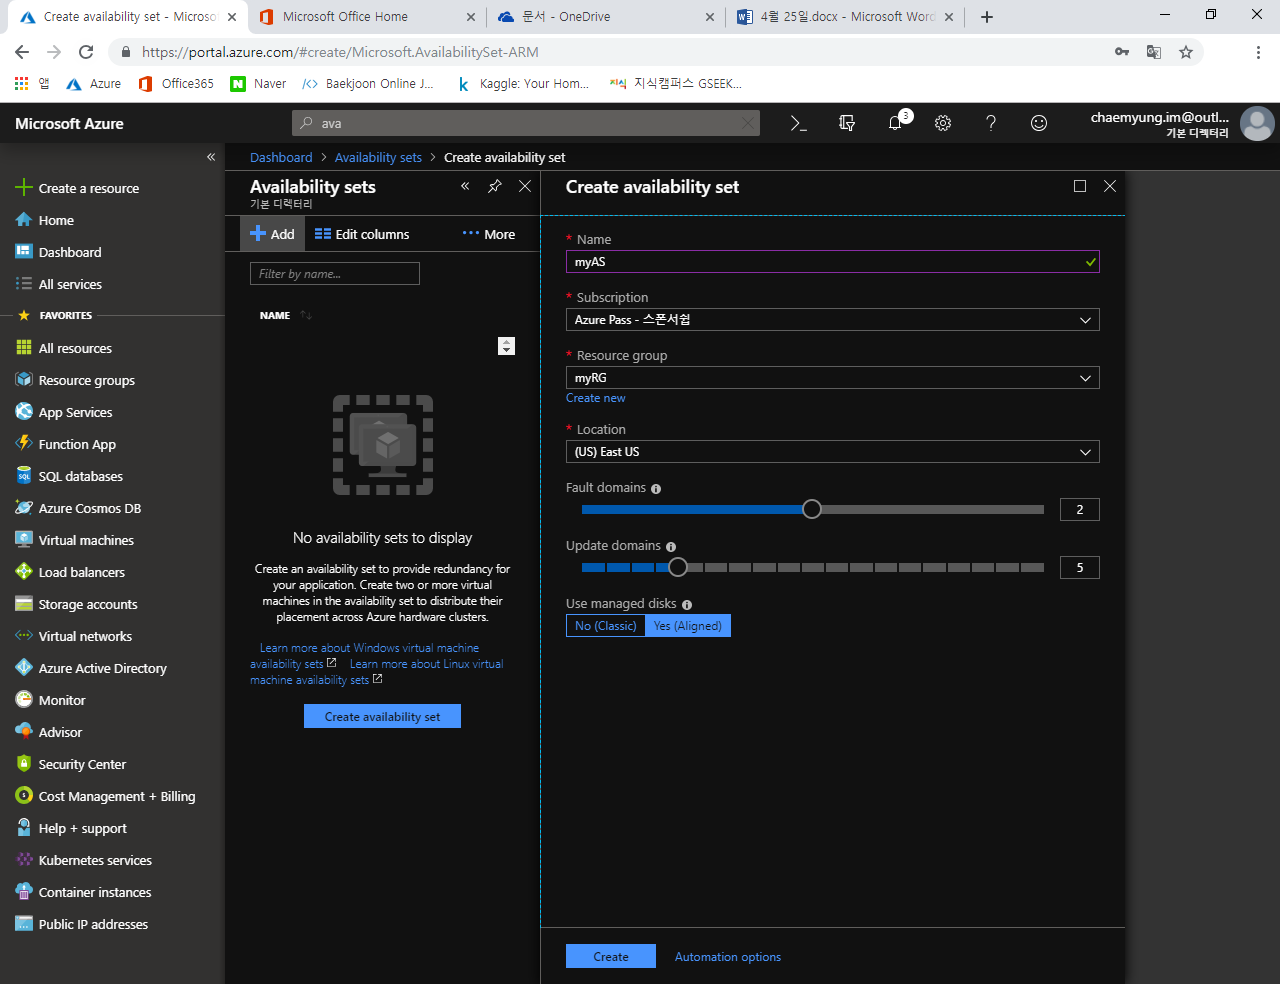 Create availability set - Microso
Microsoft Office Home
문서 - OneDrive
4월 25일.docx - Microsoft Word
https://portal.azure.com/#create/Microsoft.AvailabilitySet-ARM
앱
Azure
Office365
Naver
Baekjoon Online J...
Kaggle: Your Hom...
지식캠퍼스 GSEEK...
Microsoft Azure
ava
3
chaemyung.im@outl...
기본 디렉터리
Create a resource
Home
Dashboard
All services
FAVORITES
All resources
Resource groups
App Services
Function App
SQL databases
Azure Cosmos DB
Virtual machines
Load balancers
Storage accounts
Virtual networks
Azure Active Directory
Monitor
Advisor
Security Center
Cost Management + Billing
Help + support
Kubernetes services
Container instances
Public IP addresses
Dashboard > Availability sets > Create availability set
Availability sets
기본 디렉터리
Add
Edit columns
More
Filter by name...
NAME
No availability sets to display
Create an availability set to provide redundancy for
your application. Create two or more virtual
machines in the availability set to distribute their
placement across Azure hardware clusters.
Learn more about Windows virtual machine
availability sets Learn more about Linux virtual
machine availability sets
Create availability set
Create availability set
* Name
myAS
* Subscription
Azure Pass - 스폰서쉽
* Resource group
myRG
Create new
* Location
(US) East US
Fault domains
2
Update domains
5
Use managed disks
No (Classic)
Yes (Aligned)
Create
Automation options